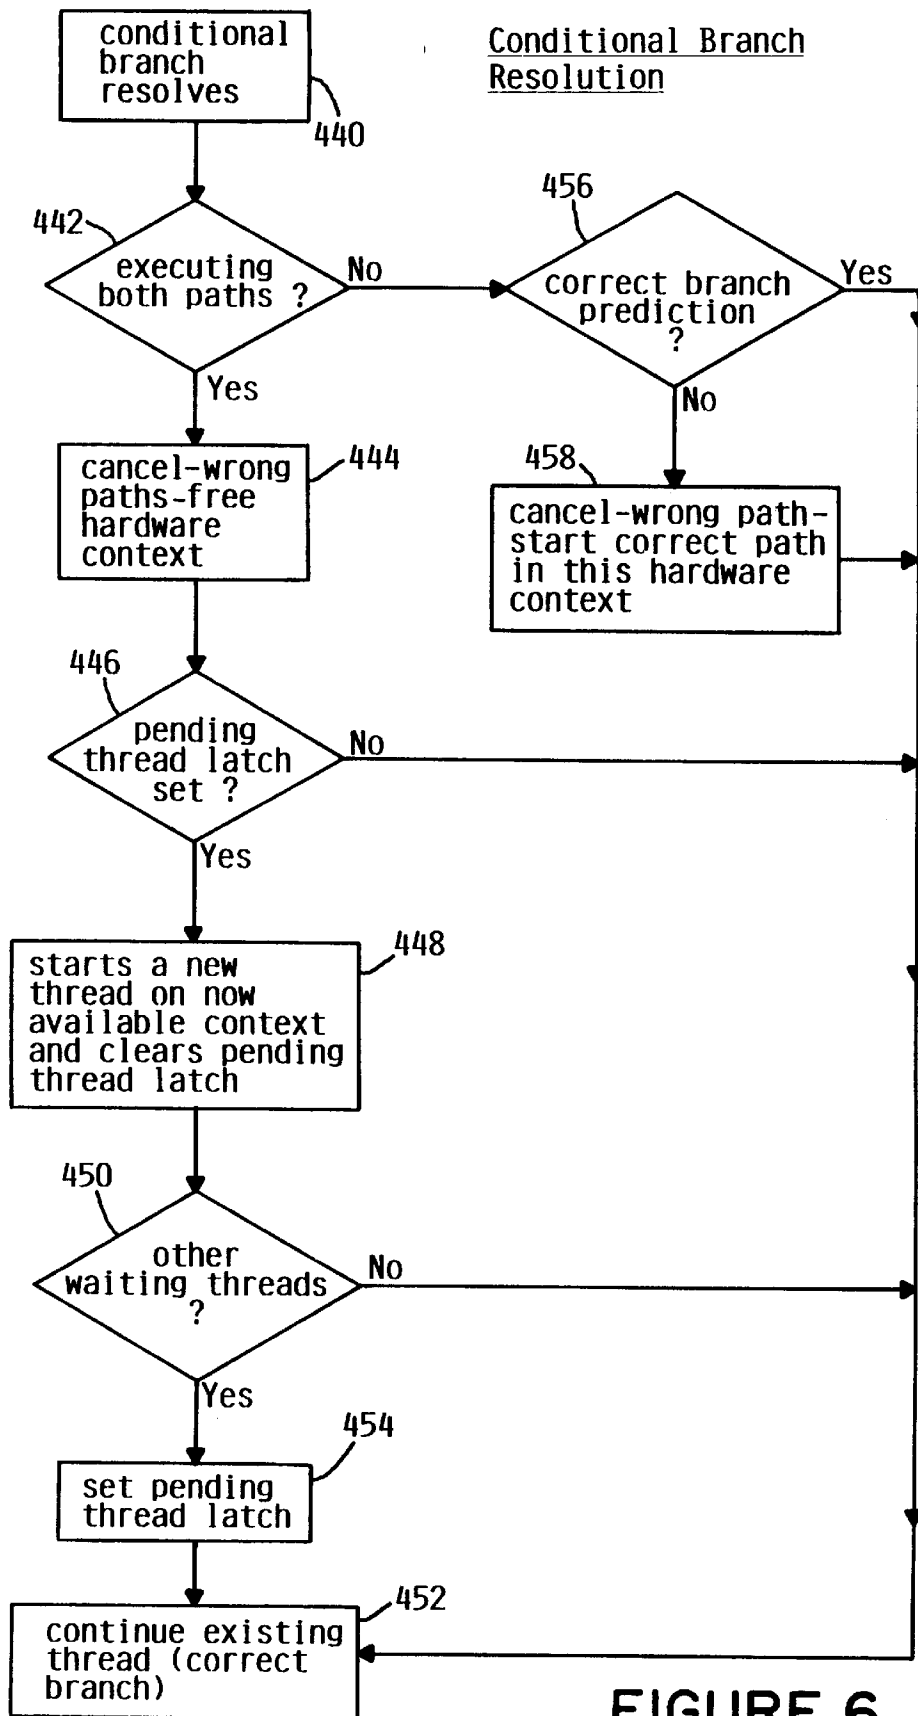 conditional
branch
resolves
440
Conditional Branch
Resolution
442
executing
both paths ?
No
Yes
456
correct branch
prediction
?
Yes
No
444
cancel-wrong
paths-free
hardware
context
458
cancel-wrong path-
start correct path
in this hardware
context
446
pending
thread latch
set ?
No
Yes
448
starts a new
thread on now
available context
and clears pending
thread latch
450
other
waiting threads
?
No
Yes
454
set pending
thread latch
452
continue existing
thread (correct
branch)
FIGURE 6